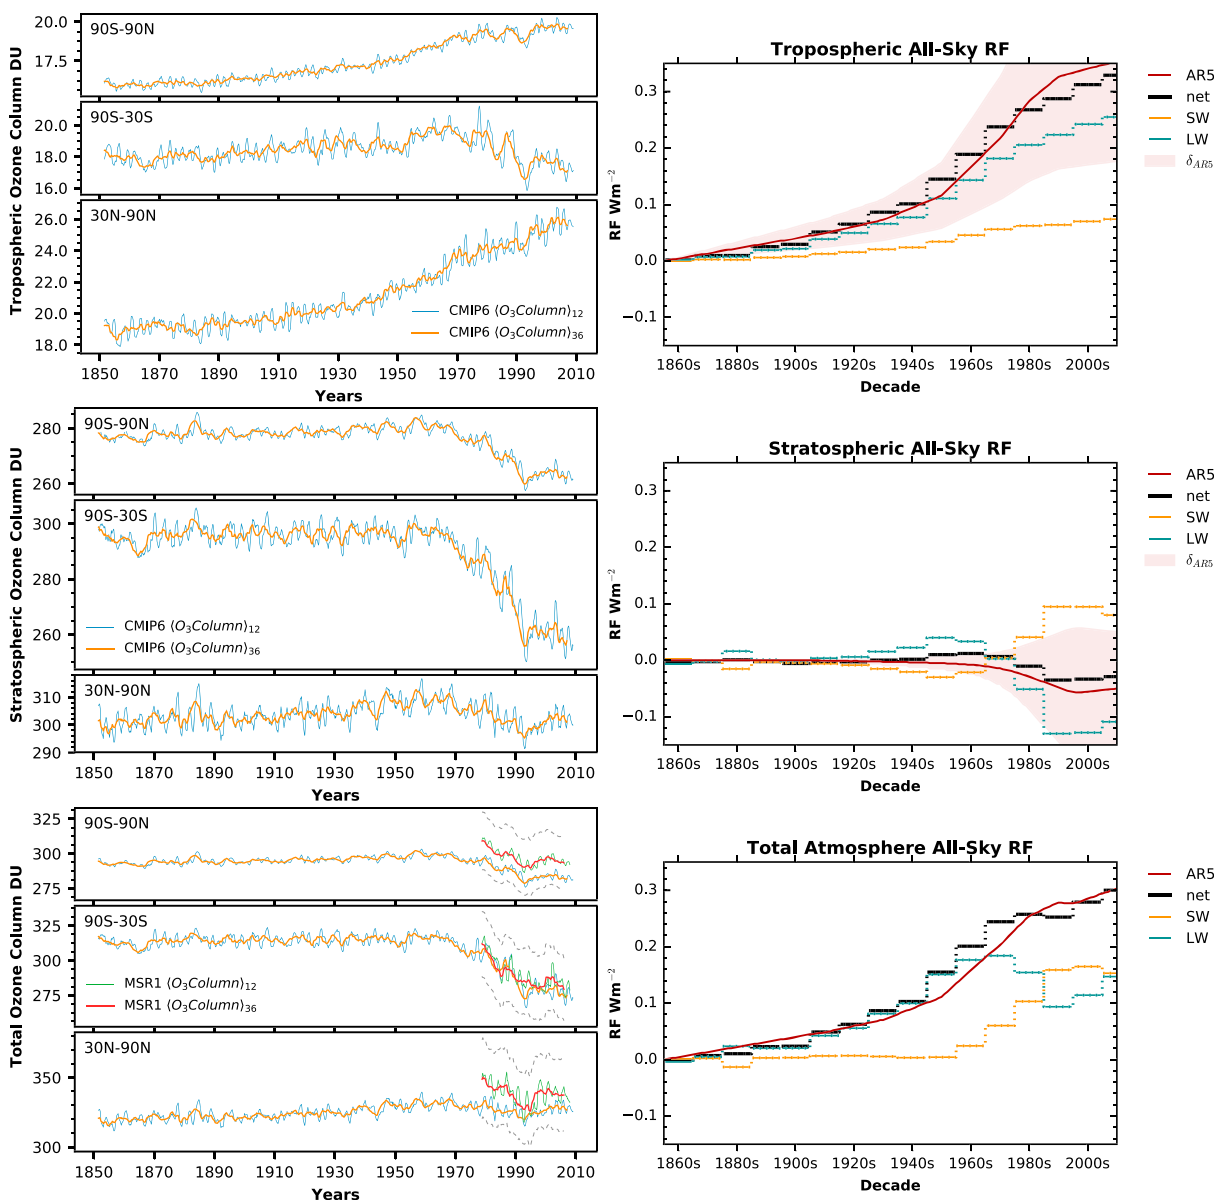 Tropospheric Ozone Column DU
20.0
17.5
90S-90N
20.0
18.0
16.0
90S-30S
26.0
24.0
22.0
20.0
18.0
30N-90N
CMIP6 ⟨O₃Column⟩₁₂
CMIP6 ⟨O₃Column⟩₃₆
1850 1870 1890 1910 1930 1950 1970 1990 2010
Years
Tropospheric All-Sky RF
RF Wm⁻²
0.3
0.2
0.1
0.0
−0.1
1860s 1880s 1900s 1920s 1940s 1960s 1980s 2000s
Decade
AR5
net
SW
LW
δ_AR5
Stratospheric Ozone Column DU
280
260
90S-90N
300
280
260
90S-30S
CMIP6 ⟨O₃Column⟩₁₂
CMIP6 ⟨O₃Column⟩₃₆
310
300
290
30N-90N
1850 1870 1890 1910 1930 1950 1970 1990 2010
Years
Stratospheric All-Sky RF
RF Wm⁻²
0.3
0.2
0.1
0.0
−0.1
1860s 1880s 1900s 1920s 1940s 1960s 1980s 2000s
Decade
AR5
net
SW
LW
δ_AR5
Total Ozone Column DU
325
300
275
90S-90N
325
300
275
90S-30S
MSR1 ⟨O₃Column⟩₁₂
MSR1 ⟨O₃Column⟩₃₆
350
300
30N-90N
1850 1870 1890 1910 1930 1950 1970 1990 2010
Years
Total Atmosphere All-Sky RF
RF Wm⁻²
0.3
0.2
0.1
0.0
−0.1
1860s 1880s 1900s 1920s 1940s 1960s 1980s 2000s
Decade
AR5
net
SW
LW